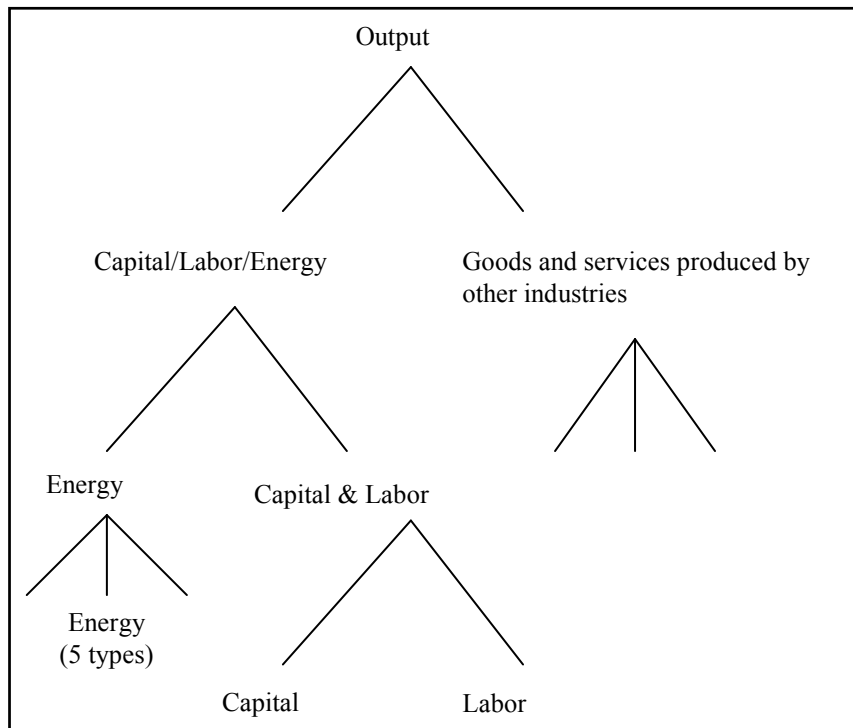 Output
Capital/Labor/Energy
Goods and services produced by
other industries
Energy
Capital & Labor
Energy
(5 types)
Capital
Labor